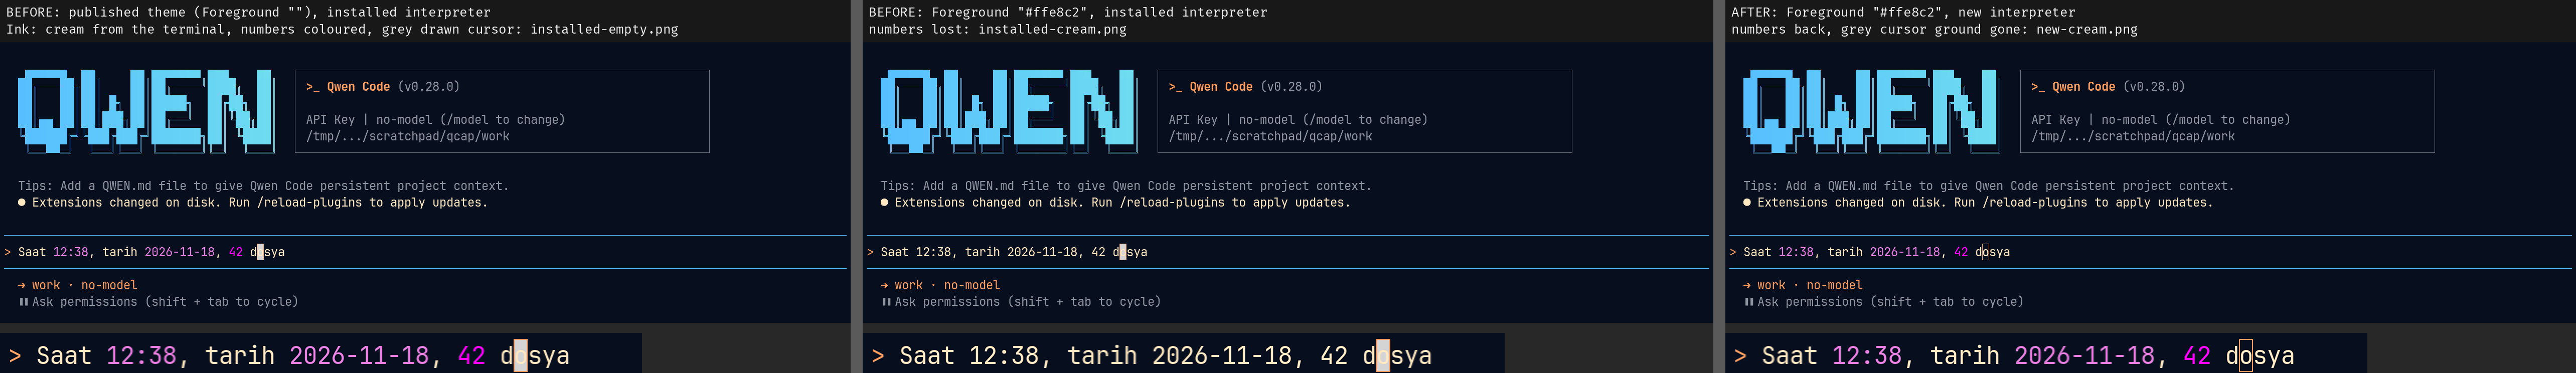 BEFORE: published theme (Foreground ""), installed interpreter
Ink: cream from the terminal, numbers coloured, grey drawn cursor: installed-empty.png
QWEN
>_ Qwen Code (v0.28.0)
API Key | no-model (/model to change)
/tmp/.../scratchpad/qcap/work
Tips: Add a QWEN.md file to give Qwen Code persistent project context.
● Extensions changed on disk. Run /reload-plugins to apply updates.
> Saat 12:38, tarih 2026-11-18, 42 dosya
→ work · no-model
⏸ Ask permissions (shift + tab to cycle)
> Saat 12:38, tarih 2026-11-18, 42 dosya
BEFORE: Foreground "#ffe8c2", installed interpreter
numbers lost: installed-cream.png
QWEN
>_ Qwen Code (v0.28.0)
API Key | no-model (/model to change)
/tmp/.../scratchpad/qcap/work
Tips: Add a QWEN.md file to give Qwen Code persistent project context.
● Extensions changed on disk. Run /reload-plugins to apply updates.
> Saat 12:38, tarih 2026-11-18, 42 dosya
→ work · no-model
⏸ Ask permissions (shift + tab to cycle)
> Saat 12:38, tarih 2026-11-18, 42 dosya
AFTER: Foreground "#ffe8c2", new interpreter
numbers back, grey cursor ground gone: new-cream.png
QWEN
>_ Qwen Code (v0.28.0)
API Key | no-model (/model to change)
/tmp/.../scratchpad/qcap/work
Tips: Add a QWEN.md file to give Qwen Code persistent project context.
● Extensions changed on disk. Run /reload-plugins to apply updates.
> Saat 12:38, tarih 2026-11-18, 42 dosya
→ work · no-model
⏸ Ask permissions (shift + tab to cycle)
> Saat 12:38, tarih 2026-11-18, 42 dosya